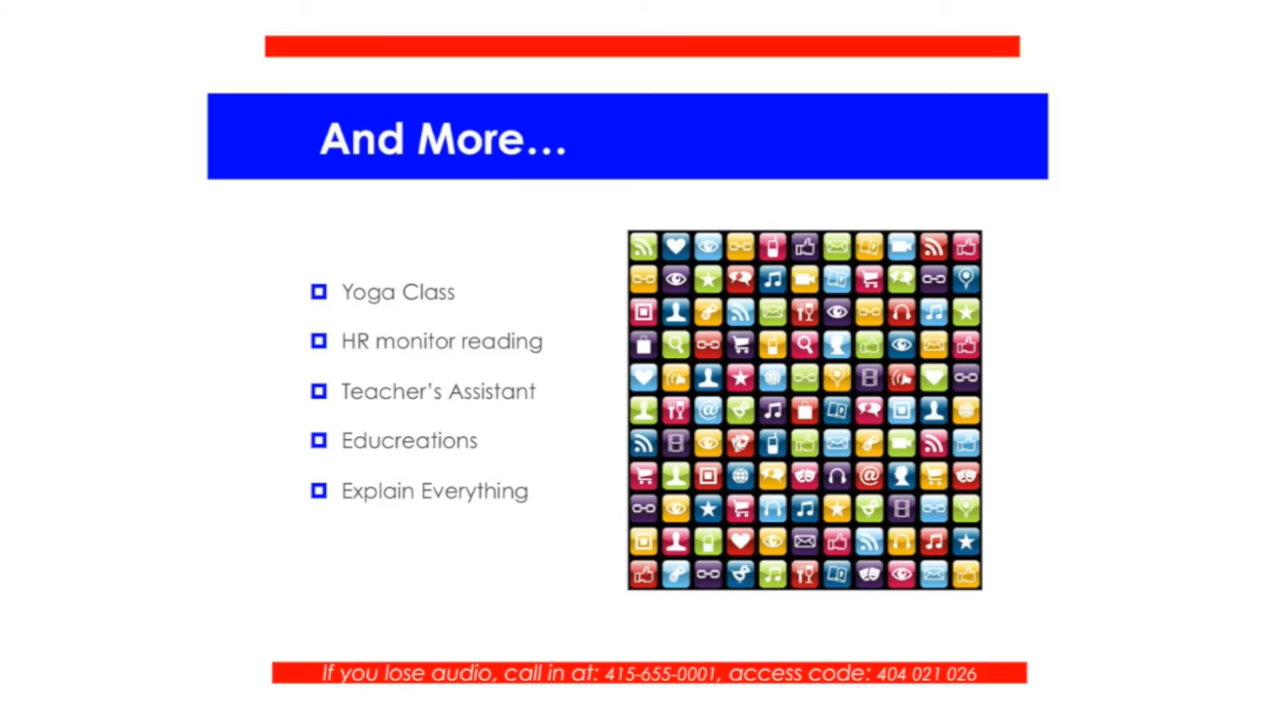 And More…
Yoga Class
HR monitor reading
Teacher’s Assistant
Educreations
Explain Everything
If you lose audio, call in at: 415-655-0001, access code: 404 021 026